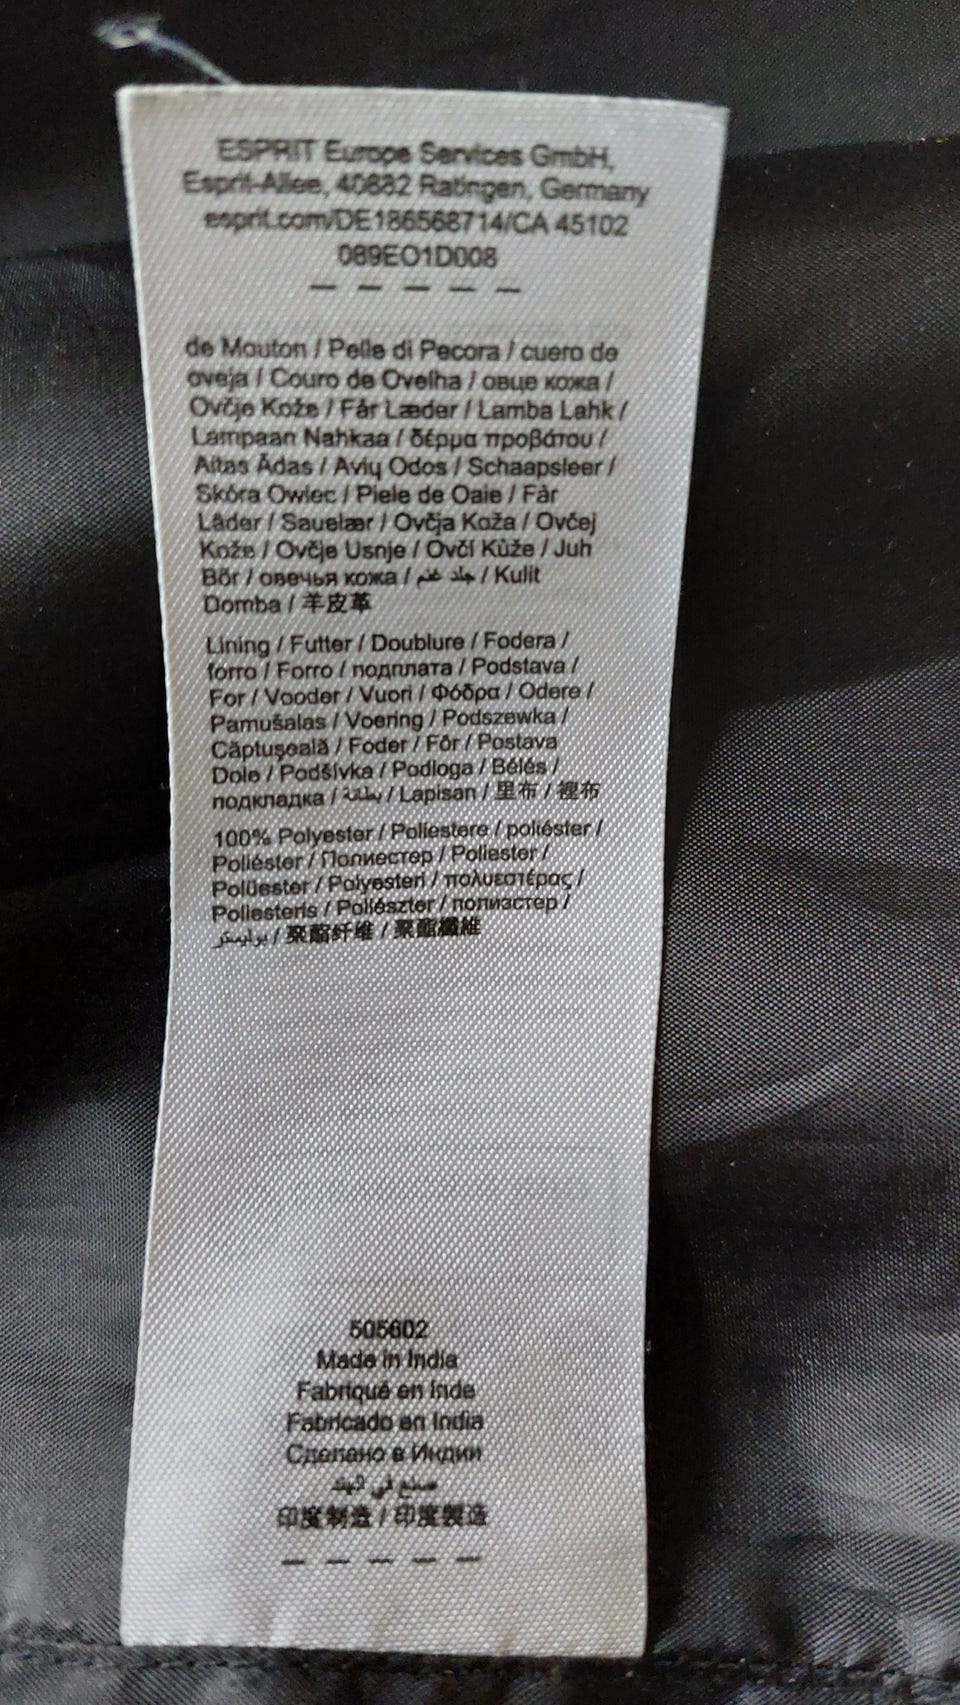 ESPRIT Europe Services GmbH,
Esprit-Allee, 40882 Ratingen, Germany
esprit.com/DE186568714/CA 45102
089EO1D008
— — — — —
de Mouton / Pelle di Pecora / cuero de
oveja / Couro de Ovelha / овце кожа /
Ovčje Kože / Får Læder / Lamba Lahk /
Lampaan Nahkaa / δέρμα προβάτου /
Aitas Ādas / Avių Odos / Schaapsleer /
Skóra Owiec / Piele de Oaie / Får
Läder / Sauelær / Ovčja Koža / Ovčej
Kože / Ovčje Usnje / Ovčí Kůže / Juh
Bőr / овечья кожа / جلد غنم / Kulit
Domba / 羊皮革
Lining / Futter / Doublure / Fodera /
forro / Forro / подплата / Podstava /
For / Vooder / Vuori / Φόδρα / Odere /
Pamušalas / Voering / Podszewka /
Căptuşeală / Foder / Fôr / Postava
Dole / Podšívka / Podloga / Bélés /
подкладка / بطانة / Lapisan / 里布 / 裡布
100% Polyester / Poliestere / poliéster /
Poliéster / Полиестер / Poliester /
Polüester / Polyesteri / πολυεστέρας /
Poliesteris / Poliészter / полиэстер /
بوليستر / 聚酯纤维 / 聚酯纖維
505602
Made in India
Fabriqué en Inde
Fabricado en India
Сделано в Индии
صنع في الهند
印度制造 / 印度製造
— — — — —